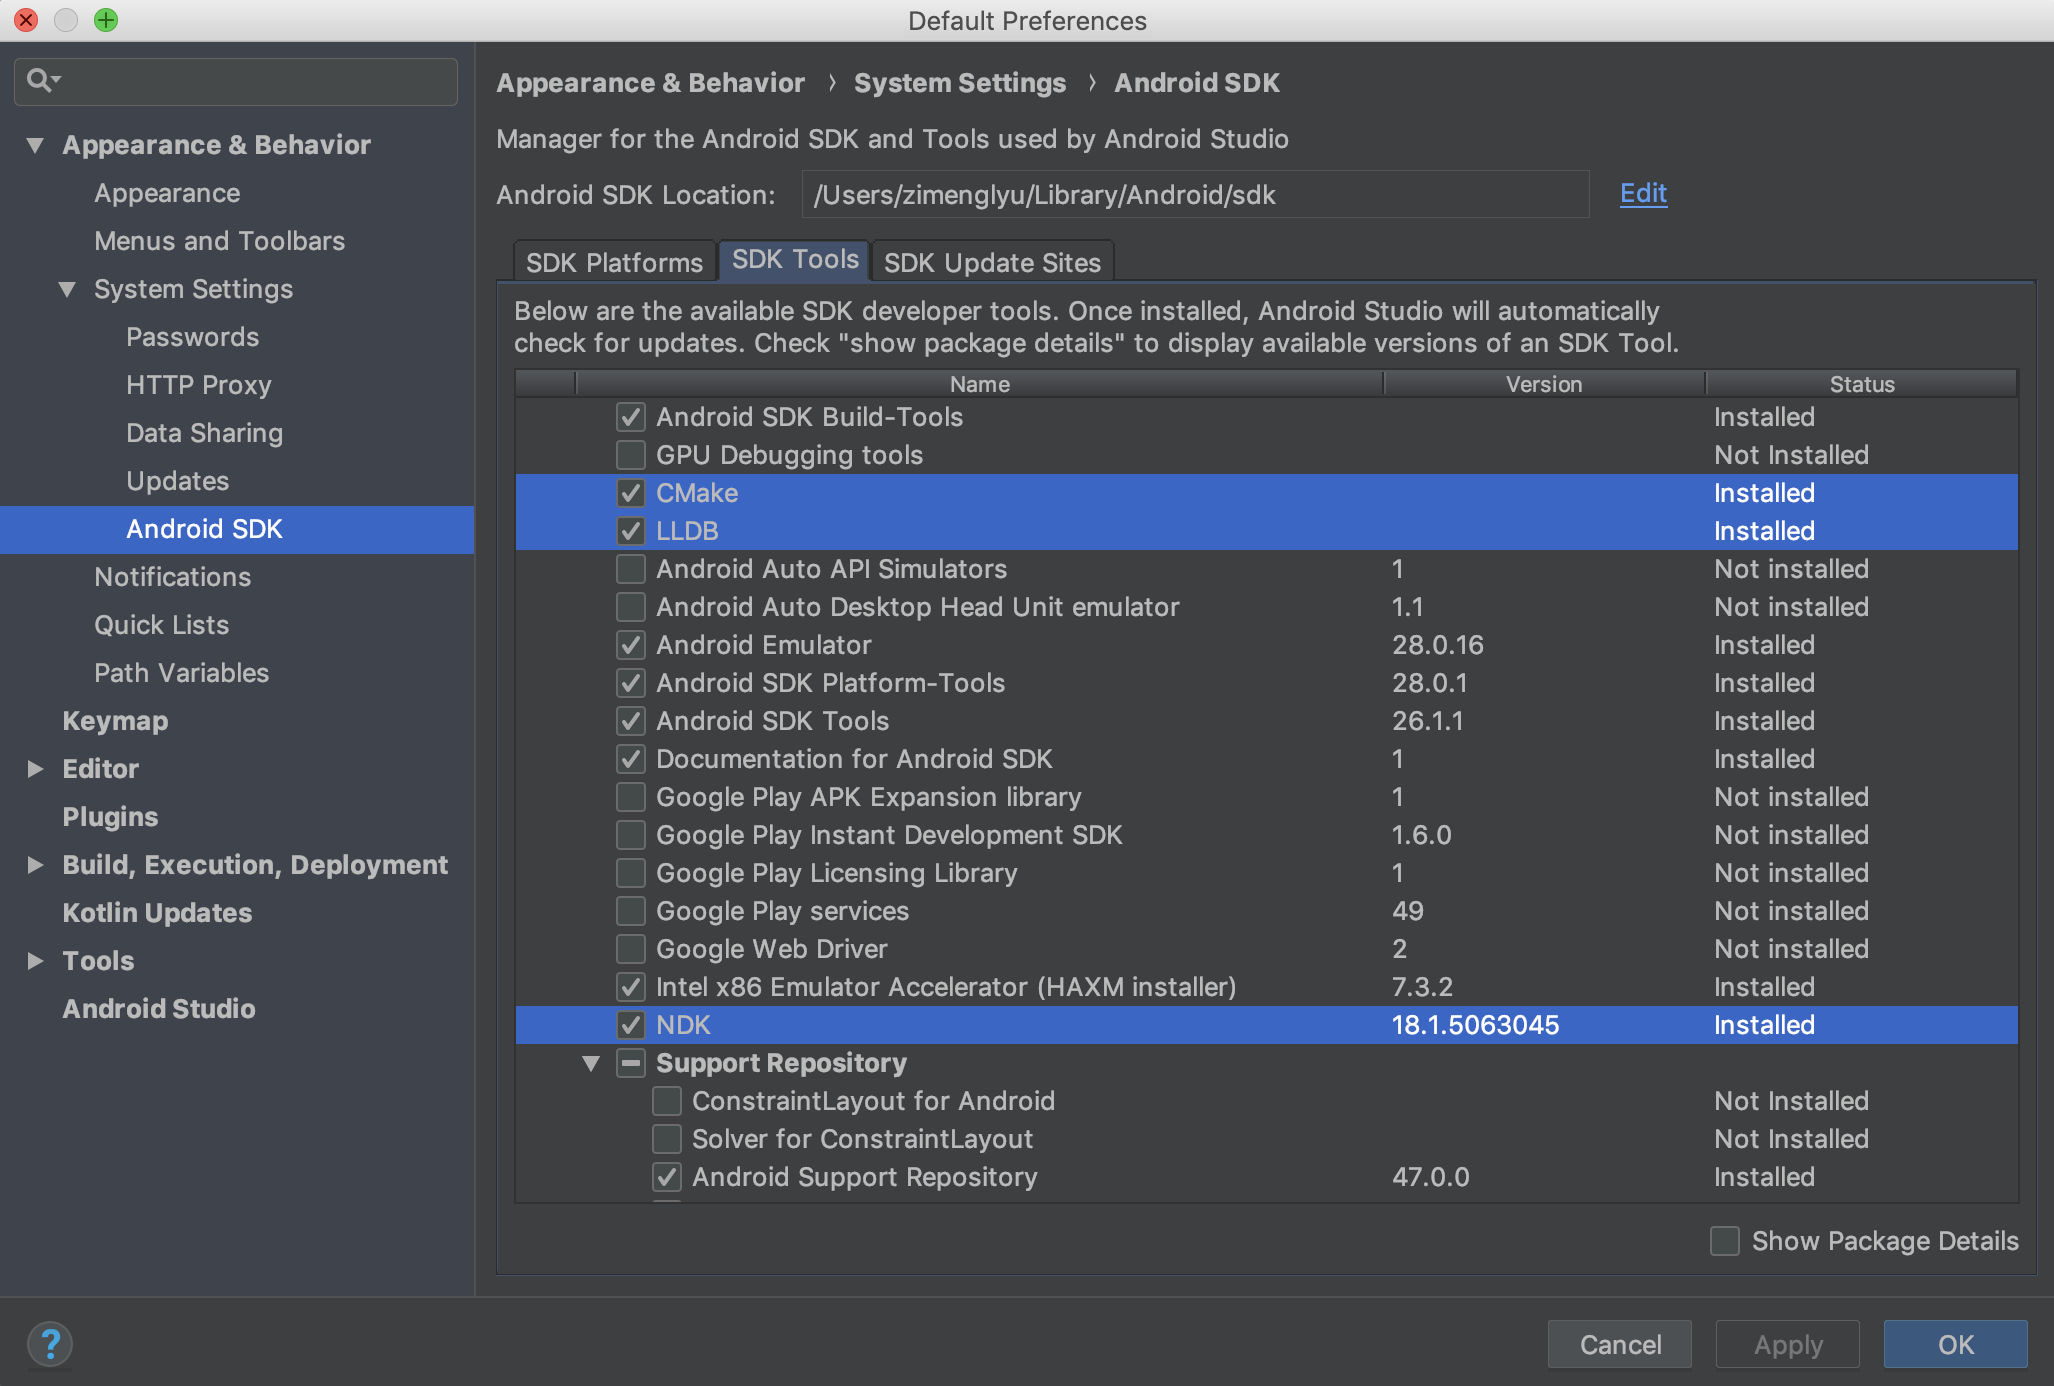 Default Preferences
Appearance & Behavior
Appearance
Menus and Toolbars
System Settings
Passwords
HTTP Proxy
Data Sharing
Updates
Android SDK
Notifications
Quick Lists
Path Variables
Keymap
Editor
Plugins
Build, Execution, Deployment
Kotlin Updates
Tools
Android Studio
Appearance & Behavior › System Settings › Android SDK
Manager for the Android SDK and Tools used by Android Studio
Android SDK Location: /Users/zimenglyu/Library/Android/sdk Edit
SDK Platforms SDK Tools SDK Update Sites
Below are the available SDK developer tools. Once installed, Android Studio will automatically
check for updates. Check "show package details" to display available versions of an SDK Tool.
Name Version Status
Android SDK Build-Tools Installed
GPU Debugging tools Not Installed
CMake Installed
LLDB Installed
Android Auto API Simulators 1 Not installed
Android Auto Desktop Head Unit emulator 1.1 Not installed
Android Emulator 28.0.16 Installed
Android SDK Platform-Tools 28.0.1 Installed
Android SDK Tools 26.1.1 Installed
Documentation for Android SDK 1 Installed
Google Play APK Expansion library 1 Not installed
Google Play Instant Development SDK 1.6.0 Not installed
Google Play Licensing Library 1 Not installed
Google Play services 49 Not installed
Google Web Driver 2 Not installed
Intel x86 Emulator Accelerator (HAXM installer) 7.3.2 Installed
NDK 18.1.5063045 Installed
Support Repository
ConstraintLayout for Android Not Installed
Solver for ConstraintLayout Not Installed
Android Support Repository 47.0.0 Installed
Show Package Details
? Cancel Apply OK